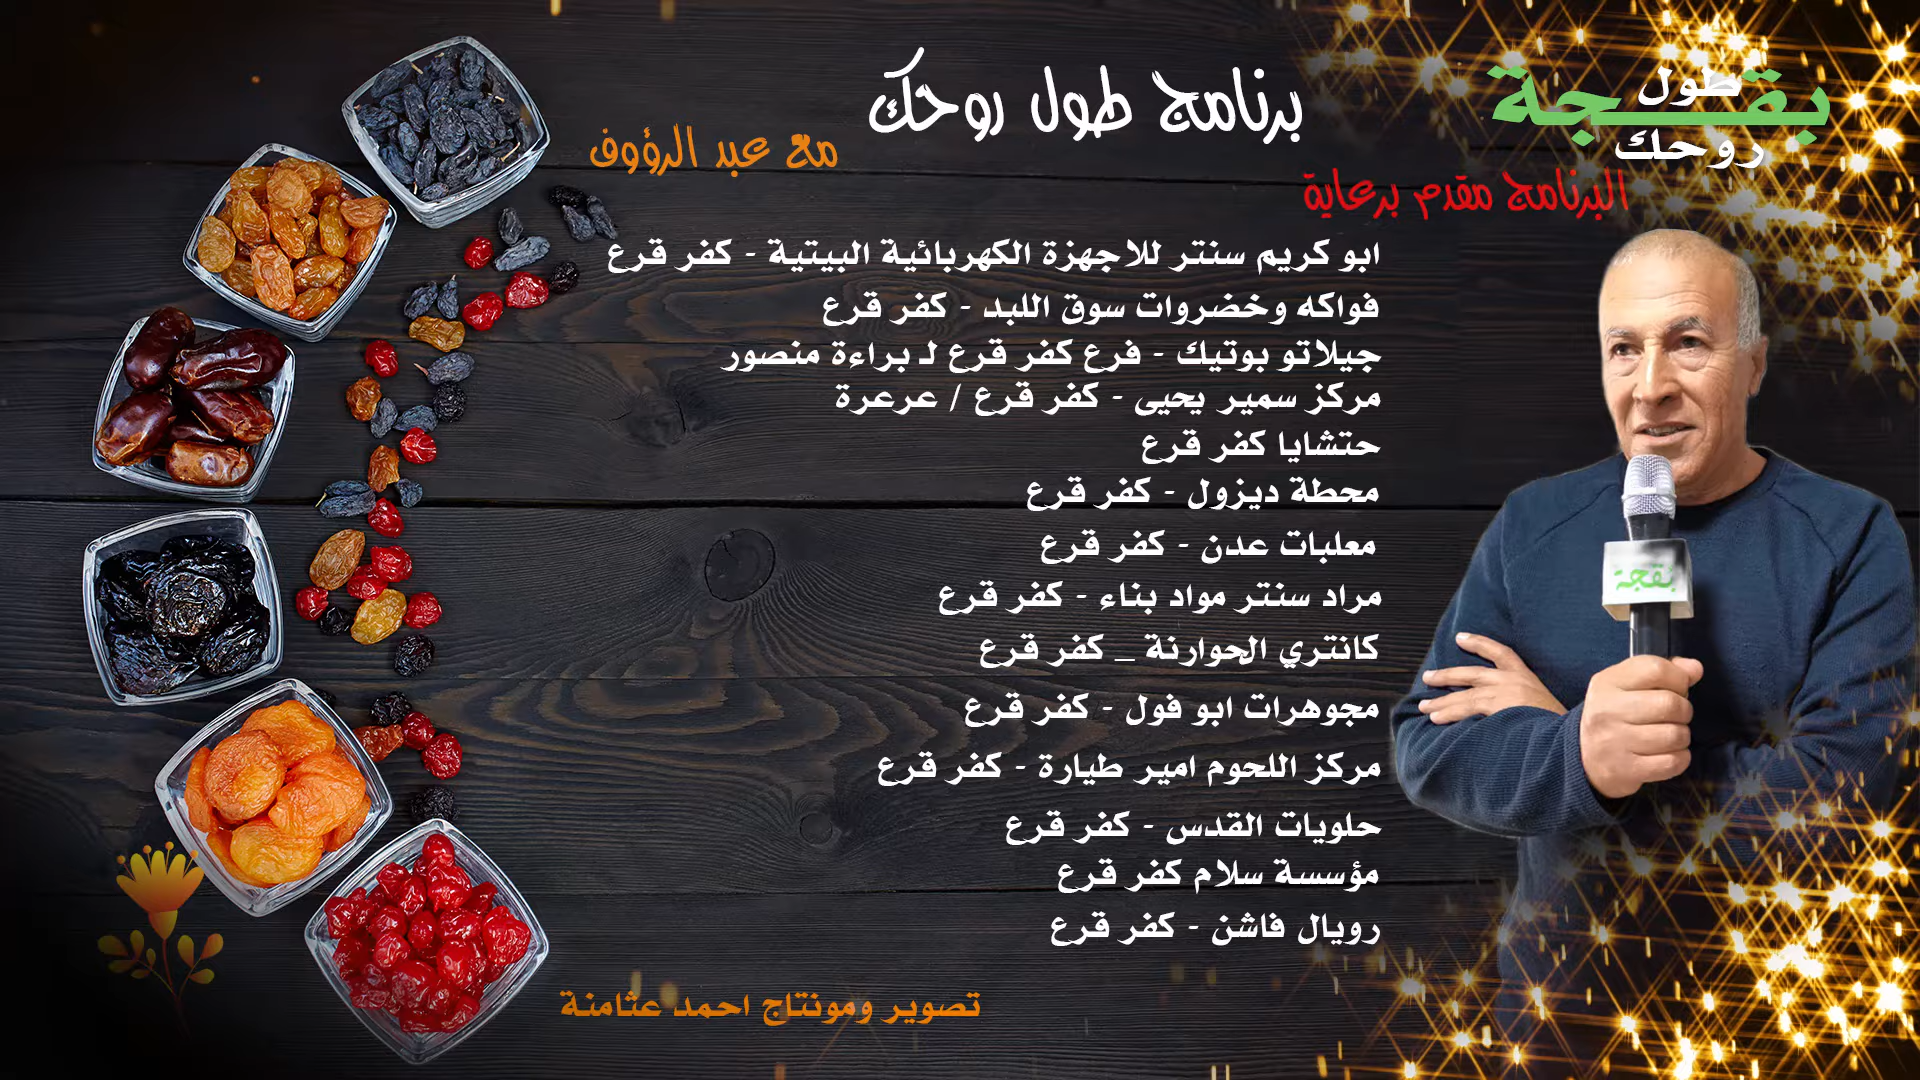 برنامج طول روحك
مع عبد الرؤوف
طول
بقجة
روحك
البرنامج مقدم برعاية
ابو كريم سنتر للاجهزة الكهربائية البيتية - كفر قرع
فواكه وخضروات سوق اللبد - كفر قرع
جيلاتو بوتيك - فرع كفر قرع لـ براءة منصور
مركز سمير يحيى - كفر قرع / عرعرة
حتشايا كفر قرع
محطة ديزول - كفر قرع
معلبات عدن - كفر قرع
مراد سنتر مواد بناء - كفر قرع
كانتري الحوارنة _ كفر قرع
مجوهرات ابو فول - كفر قرع
مركز اللحوم امير طيارة - كفر قرع
حلويات القدس - كفر قرع
مؤسسة سلام كفر قرع
رويال فاشن - كفر قرع
بقجة
تصوير ومونتاج احمد عثامنة